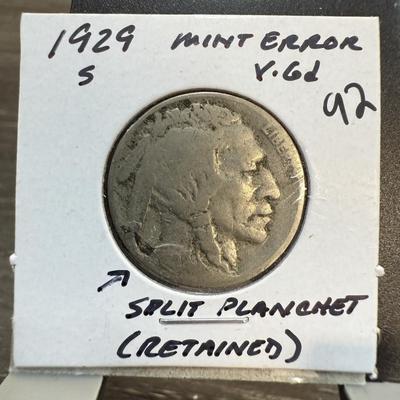 1929 MINT ERROR
S V.Gd
92
LIBERTY
SPLIT PLANCHET
(RETAINED)